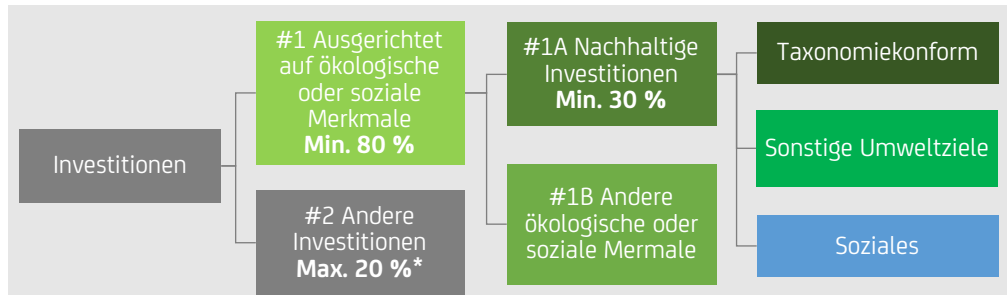 Investitionen
#1 Ausgerichtet
auf ökologische
oder soziale
Merkmale
Min. 80 %
#2 Andere
Investitionen
Max. 20 %*
#1A Nachhaltige
Investitionen
Min. 30 %
#1B Andere
ökologische oder
soziale Mermale
Taxonomiekonform
Sonstige Umweltziele
Soziales